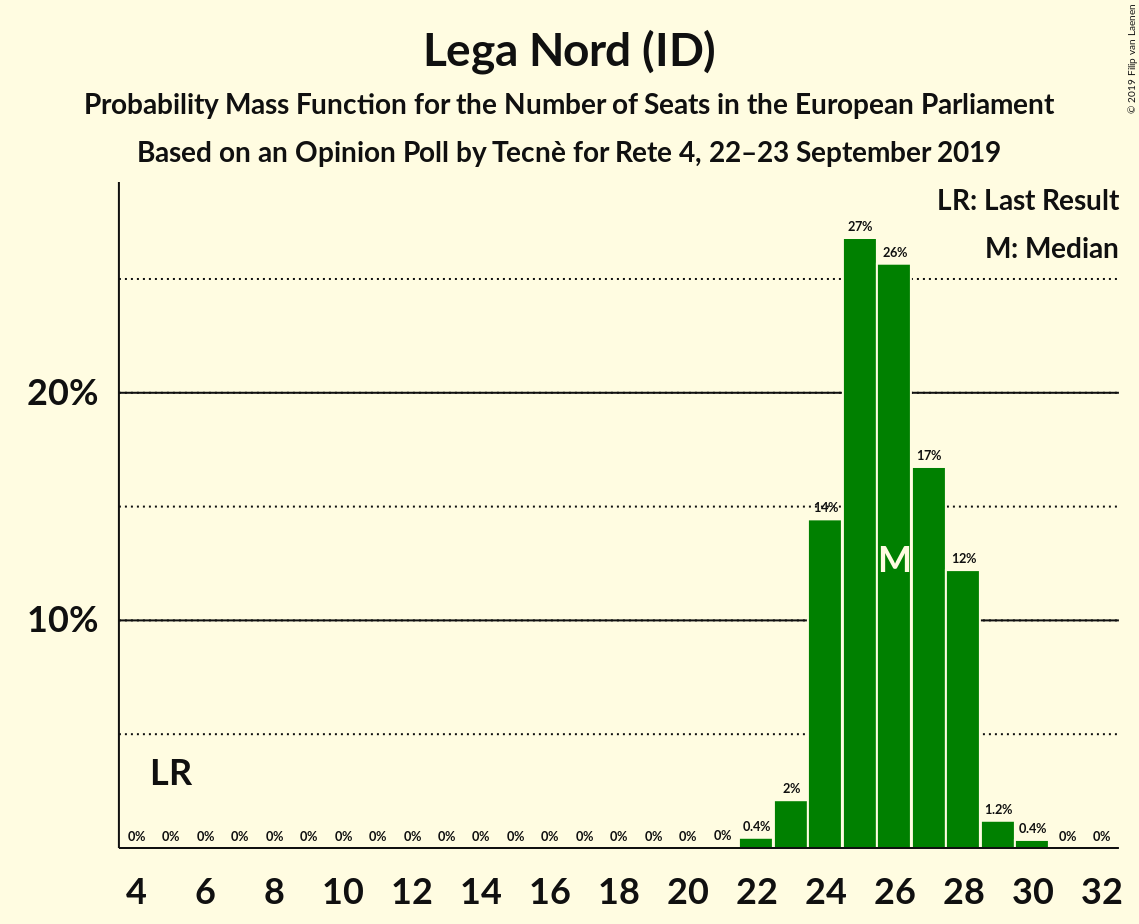 Lega Nord (ID)
Probability Mass Function for the Number of Seats in the European Parliament
Based on an Opinion Poll by Tecnè for Rete 4, 22–23 September 2019
© 2019 Filip van Laenen
LR: Last Result
M: Median
27%
26%
20%
17%
14%
M
12%
10%
LR
2%
1.2%
0.4%
0.4%
0% 0% 0% 0% 0% 0% 0% 0% 0% 0% 0% 0% 0% 0% 0% 0% 0% 0% 0% 0%
4 6 8 10 12 14 16 18 20 22 24 26 28 30 32